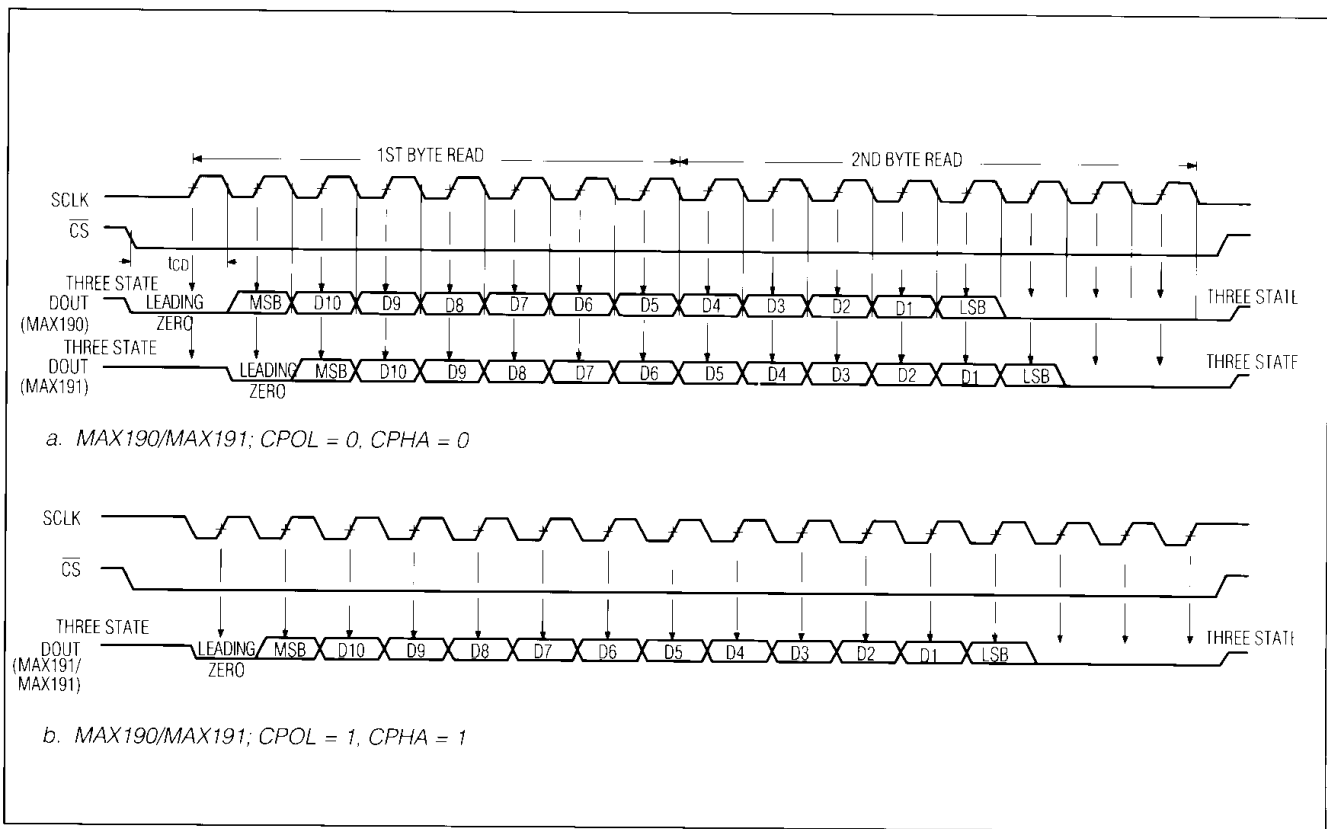 1ST BYTE READ 2ND BYTE READ
SCLK
CS
tCD
THREE STATE
DOUT
(MAX190)
LEADING
ZERO
MSB D10 D9 D8 D7 D6 D5 D4 D3 D2 D1 LSB
THREE STATE
THREE STATE
DOUT
(MAX191)
LEADING
ZERO
MSB D10 D9 D8 D7 D6 D5 D4 D3 D2 D1 LSB
THREE STATE
a. MAX190/MAX191; CPOL = 0, CPHA = 0
SCLK
CS
THREE STATE
DOUT
(MAX191/
MAX191)
LEADING
ZERO
MSB D10 D9 D8 D7 D6 D5 D4 D3 D2 D1 LSB
THREE STATE
b. MAX190/MAX191; CPOL = 1, CPHA = 1